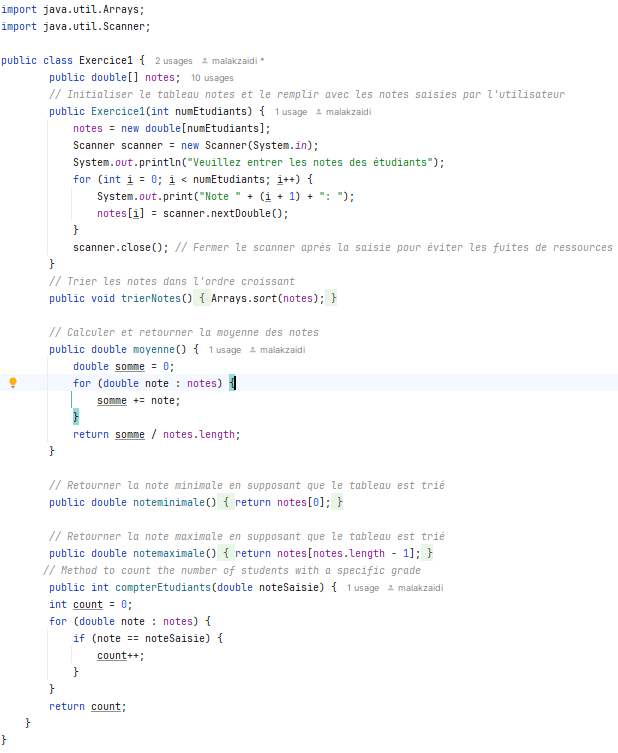 import java.util.Arrays;
import java.util.Scanner;
public class Exercice1 { 2 usages malakzaidi *
public double[] notes; 10 usages
// Initialiser le tableau notes et le remplir avec les notes saisies par l'utilisateur
public Exercice1(int numEtudiants) { 1 usage malakzaidi
notes = new double[numEtudiants];
Scanner scanner = new Scanner(System.in);
System.out.println("Veuillez entrer les notes des étudiants");
for (int i = 0; i < numEtudiants; i++) {
System.out.print("Note " + (i + 1) + ": ");
notes[i] = scanner.nextDouble();
}
scanner.close(); // Fermer le scanner après la saisie pour éviter les fuites de ressources
}
// Trier les notes dans l'ordre croissant
public void trierNotes() { Arrays.sort(notes); }
// Calculer et retourner la moyenne des notes
public double moyenne() { 1 usage malakzaidi
double somme = 0;
for (double note : notes) {
somme += note;
}
return somme / notes.length;
}
// Retourner la note minimale en supposant que le tableau est trié
public double noteminimale() { return notes[0]; }
// Retourner la note maximale en supposant que le tableau est trié
public double notemaximale() { return notes[notes.length - 1]; }
// Method to count the number of students with a specific grade
public int compterEtudiants(double noteSaisie) { 1 usage malakzaidi
int count = 0;
for (double note : notes) {
if (note == noteSaisie) {
count++;
}
}
return count;
}
}